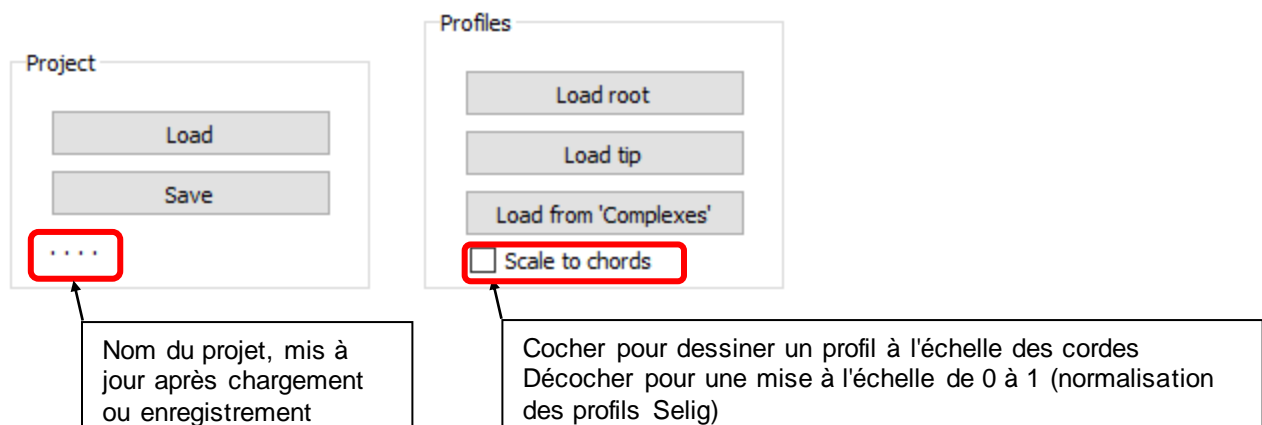 Project
Load
Save
. . . .
Nom du projet, mis à
jour après chargement
ou enregistrement
Profiles
Load root
Load tip
Load from 'Complexes'
Scale to chords
Cocher pour dessiner un profil à l'échelle des cordes
Décocher pour une mise à l'échelle de 0 à 1 (normalisation
des profils Selig)